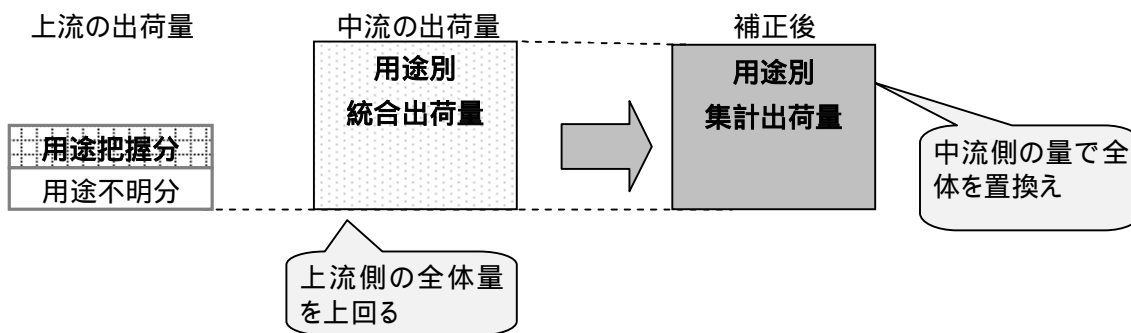 上流の出荷量
中流の出荷量
補正後
用途別
統合出荷量
用途別
集計出荷量
用途把握分
用途不明分
中流側の量で全
体を置換え
上流側の全体量
を上回る